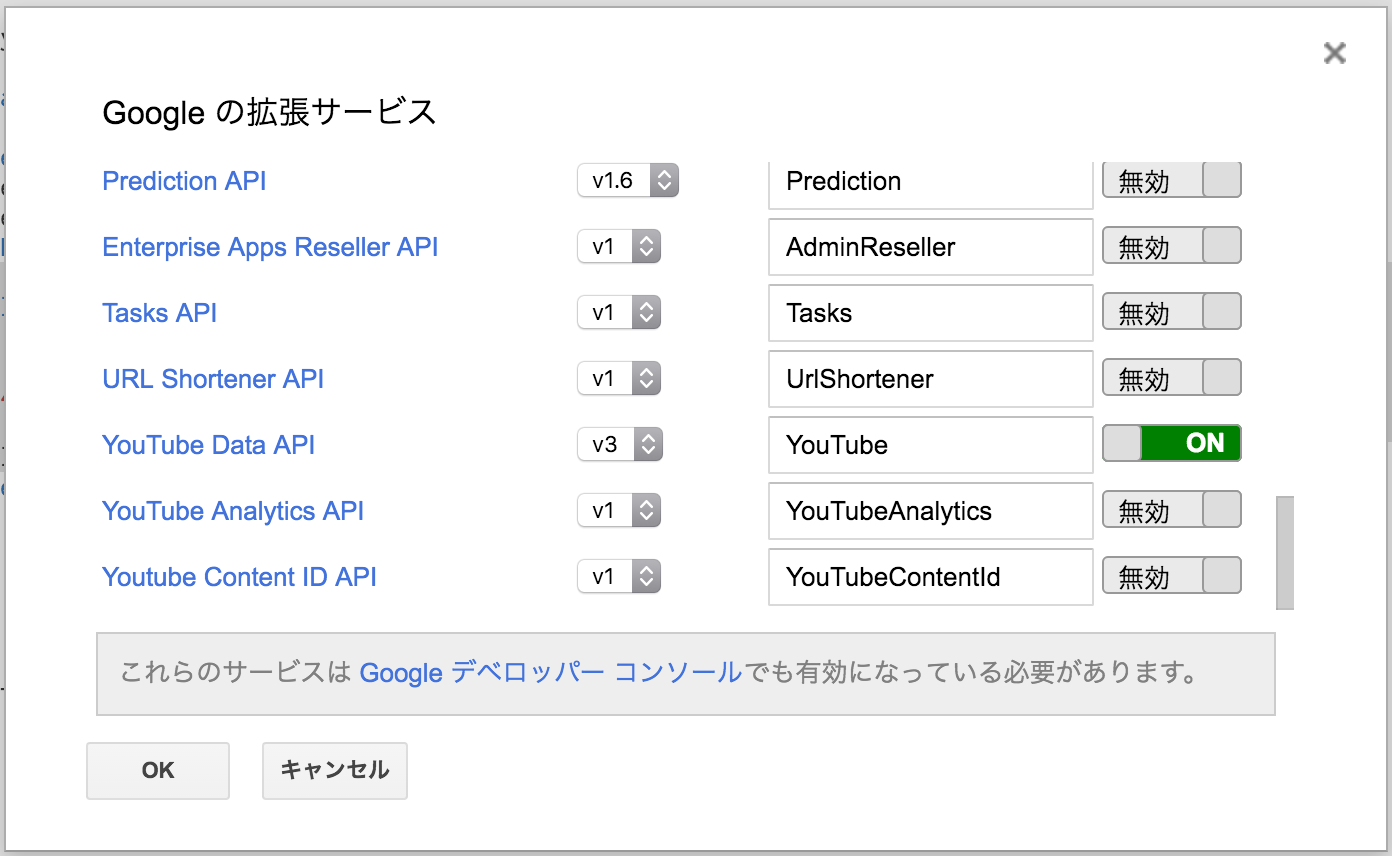 Google の拡張サービス
Prediction API v1.6 Prediction 無効
Enterprise Apps Reseller API v1 AdminReseller 無効
Tasks API v1 Tasks 無効
URL Shortener API v1 UrlShortener 無効
YouTube Data API v3 YouTube ON
YouTube Analytics API v1 YouTubeAnalytics 無効
Youtube Content ID API v1 YouTubeContentId 無効
これらのサービスは Google デベロッパー コンソールでも有効になっている必要があります。
OK キャンセル